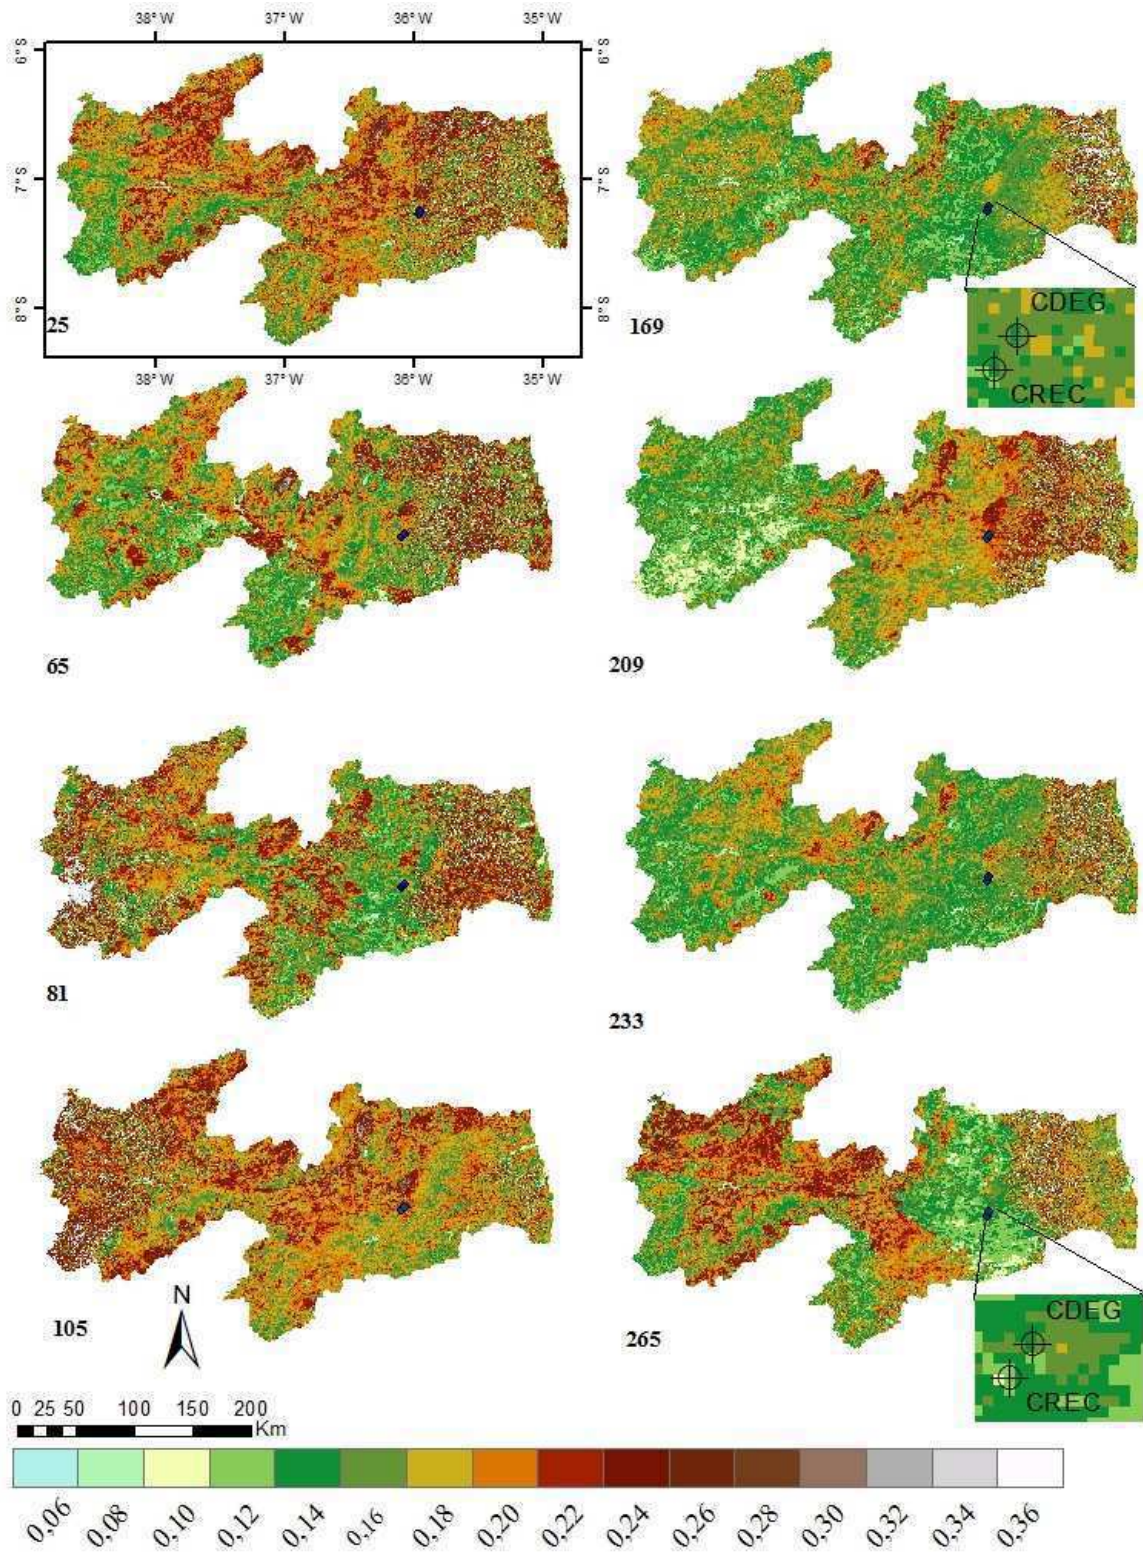 38° W 37° W 36° W 35° W
6° S
7° S
8° S
25
38° W 37° W 36° W 35° W
6° S
7° S
8° S
169
CDEG
CREC
65
209
81
233
105
N
265
CDEG
CREC
0 25 50 100 150 200
Km
0,06 0,08 0,10 0,12 0,14 0,16 0,18 0,20 0,22 0,24 0,26 0,28 0,30 0,32 0,34 0,36